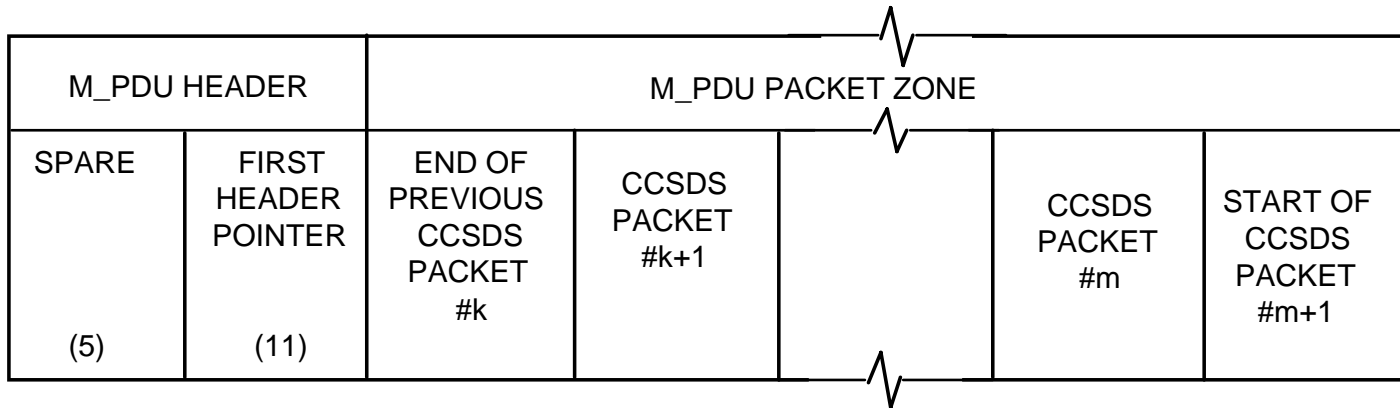 M_PDU HEADER
M_PDU PACKET ZONE
SPARE
(5)
FIRST
HEADER
POINTER
(11)
END OF
PREVIOUS
CCSDS
PACKET
#k
CCSDS
PACKET
#k+1
CCSDS
PACKET
#m
START OF
CCSDS
PACKET
#m+1